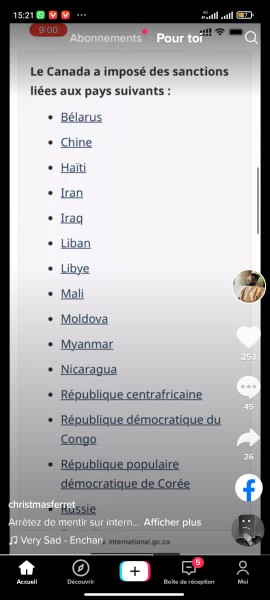 15:21
9:00
Abonnements
Pour toi
Le Canada a imposé des sanctions
liées aux pays suivants :
Bélarus
Chine
Haïti
Iran
Iraq
Liban
Libye
Mali
Moldova
Myanmar
Nicaragua
République centrafricaine
République démocratique du
Congo
République populaire
démocratique de Corée
Russie
253
45
26
christmasferret
Arrêtez de mentir sur intern... Afficher plus
Very Sad - Enchan
international.gc.ca
Accueil
Découvrir
5
Boîte de réception
Moi